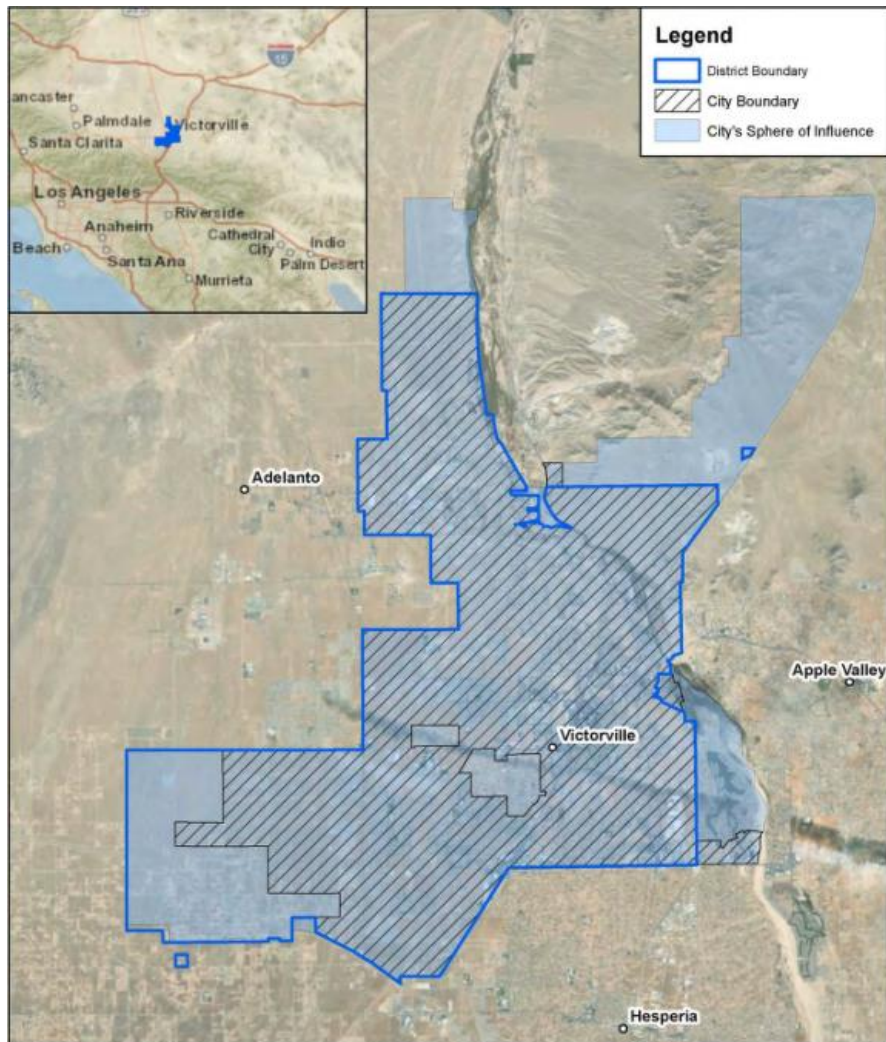 Legend
District Boundary
City Boundary
City's Sphere of Influence
15
ancaster
Palmdale
Victorville
Santa Clarita
Los Angeles
Riverside
Anaheim
Cathedral
City
Indio
Beach
Santa Ana
Palm Desert
Murrieta
Adelanto
Apple Valley
Victorville
Hesperia